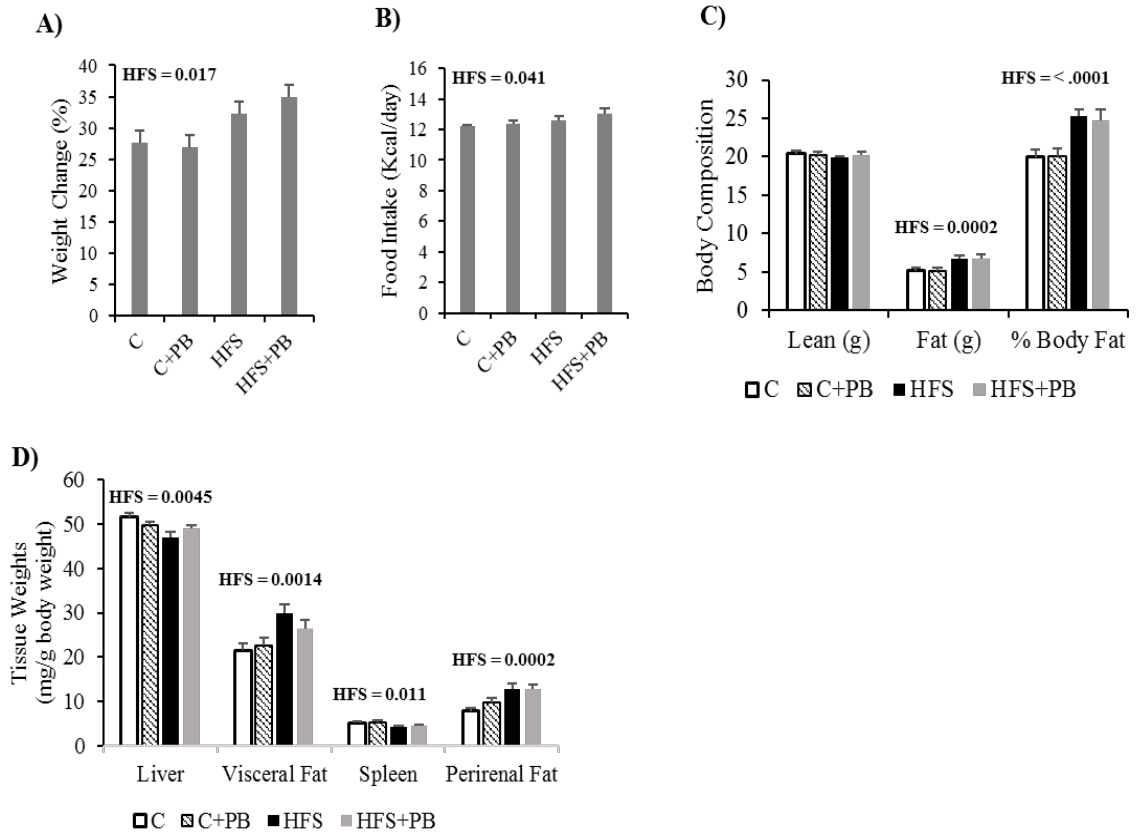 A)
HFS = 0.017
Weight Change (%)
40
35
30
25
20
15
10
5
0
C
C+PB
HFS
HFS+PB
B)
HFS = 0.041
Food Intake (Kcal/day)
16
14
12
10
8
6
4
2
0
C
C+PB
HFS
HFS+PB
C)
HFS = < .0001
HFS = 0.0002
Body Composition
30
25
20
15
10
5
0
Lean (g)
Fat (g)
% Body Fat
C
C+PB
HFS
HFS+PB
D)
HFS = 0.0045
HFS = 0.0014
HFS = 0.011
HFS = 0.0002
Tissue Weights
(mg/g body weight)
60
50
40
30
20
10
0
Liver
Visceral Fat
Spleen
Perirenal Fat
C
C+PB
HFS
HFS+PB